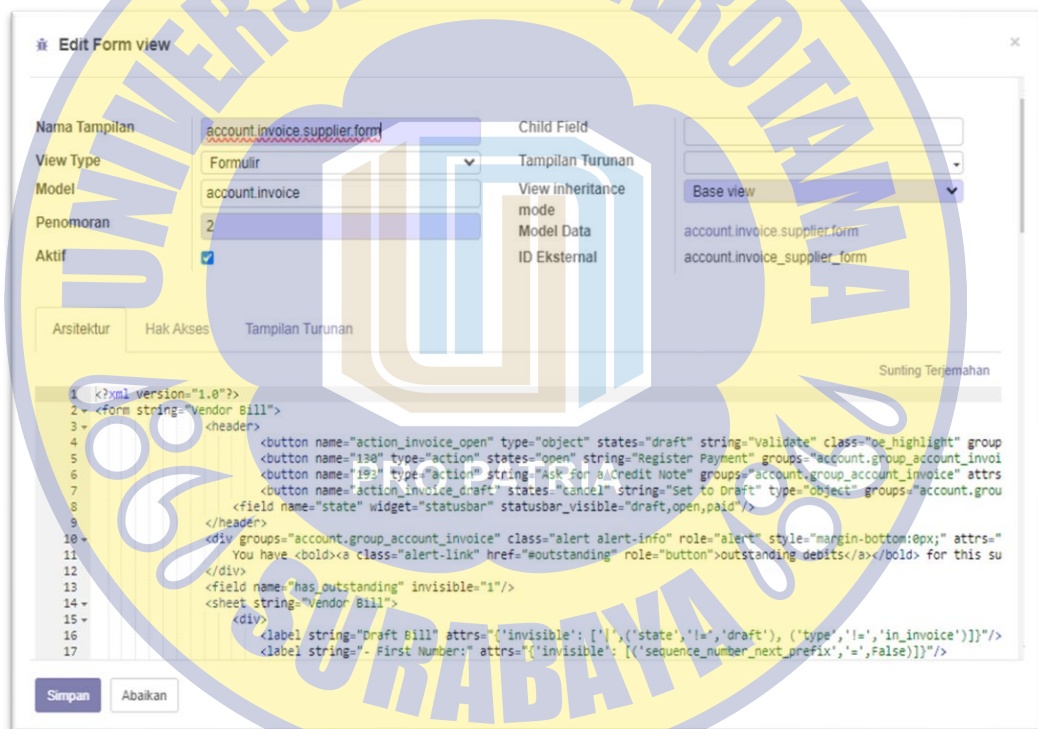 Edit Form view ×
Nama Tampilan account.invoice.supplier.form Child Field
View Type Formulir Tampilan Turunan
Model account.invoice View inheritance mode Base view
Penomoran 2 Model Data account.invoice.supplier.form
Aktif ID Eksternal account.invoice_supplier_form
Arsitektur Hak Akses Tampilan Turunan
Sunting Terjemahan
1 <?xml version="1.0"?>
2 <form string="Vendor Bill">
3 <header>
4 <button name="action_invoice_open" type="object" states="draft" string="Validate" class="oe_highlight" group
5 <button name="130" type="action" states="open" string="Register Payment" groups="account.group_account_invoi
6 <button name="193" type="action" string="Ask for a Credit Note" groups="account.group_account_invoice" attrs
7 <button name="action_invoice_draft" states="cancel" string="Set to Draft" type="object" groups="account.grou
8 <field name="state" widget="statusbar" statusbar_visible="draft,open,paid"/>
9 </header>
10 <div groups="account.group_account_invoice" class="alert alert-info" role="alert" style="margin-bottom:0px;" attrs="
11 You have <bold><a class="alert-link" href="#outstanding" role="button">outstanding debits</a></bold> for this su
12 </div>
13 <field name="has_outstanding" invisible="1"/>
14 <sheet string="Vendor Bill">
15 <div>
16 <label string="Draft Bill" attrs="{'invisible': ['|',('state','!=','draft'), ('type','!=','in_invoice')]}"/>
17 <label string="- First Number:" attrs="{'invisible': [('sequence_number_next_prefix','=',False)]}"/>
Simpan Abaikan
PRO PATRIA
SURABAYA